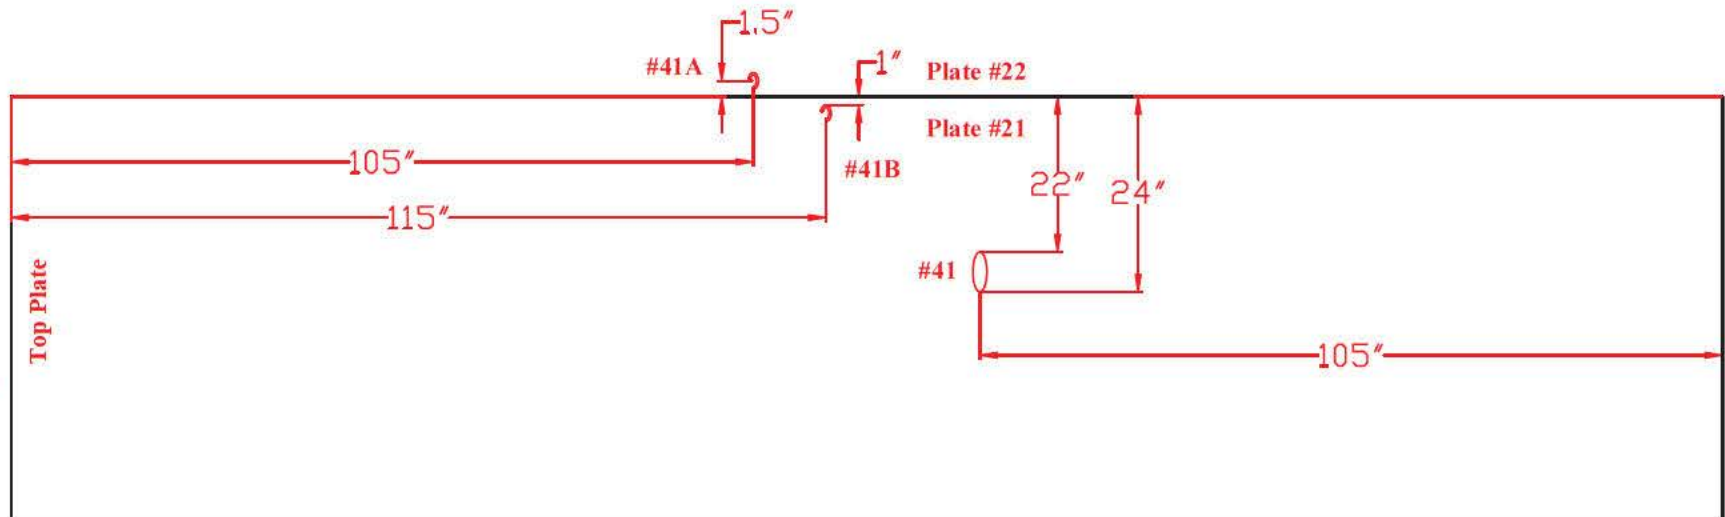 1.5"
#41A
1"
Plate #22
Plate #21
105"
#41B
22"
24"
115"
#41
Top Plate
105"